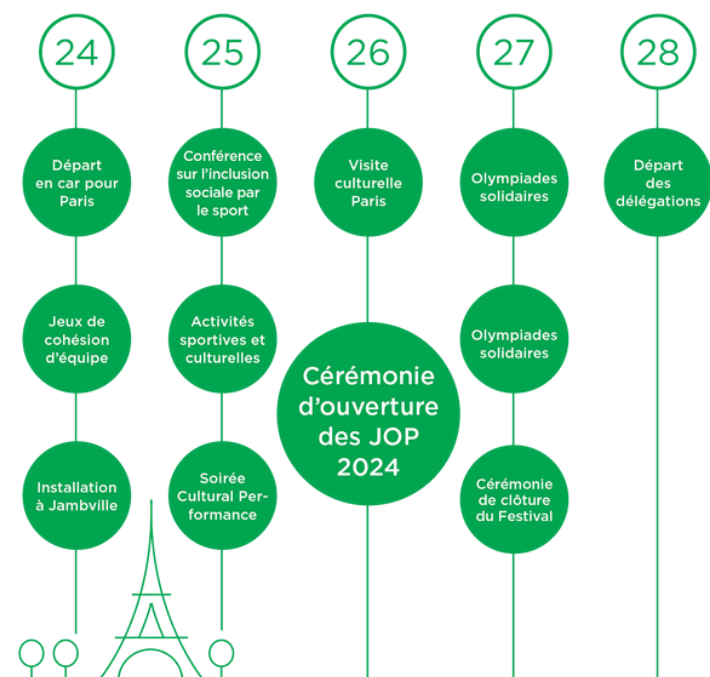 24
25
26
27
28
Départ
en car pour
Paris
Conférence
sur l'inclusion
sociale par
le sport
Visite
culturelle
Paris
Olympiades
solidaires
Départ
des
délégations
Jeux de
cohésion
d'équipe
Activités
sportives et
culturelles
Cérémonie
d'ouverture
des JOP
2024
Olympiades
solidaires
Installation
à Jambville
Soirée
Cultural Per-
formance
Cérémonie
de clôture
du Festival